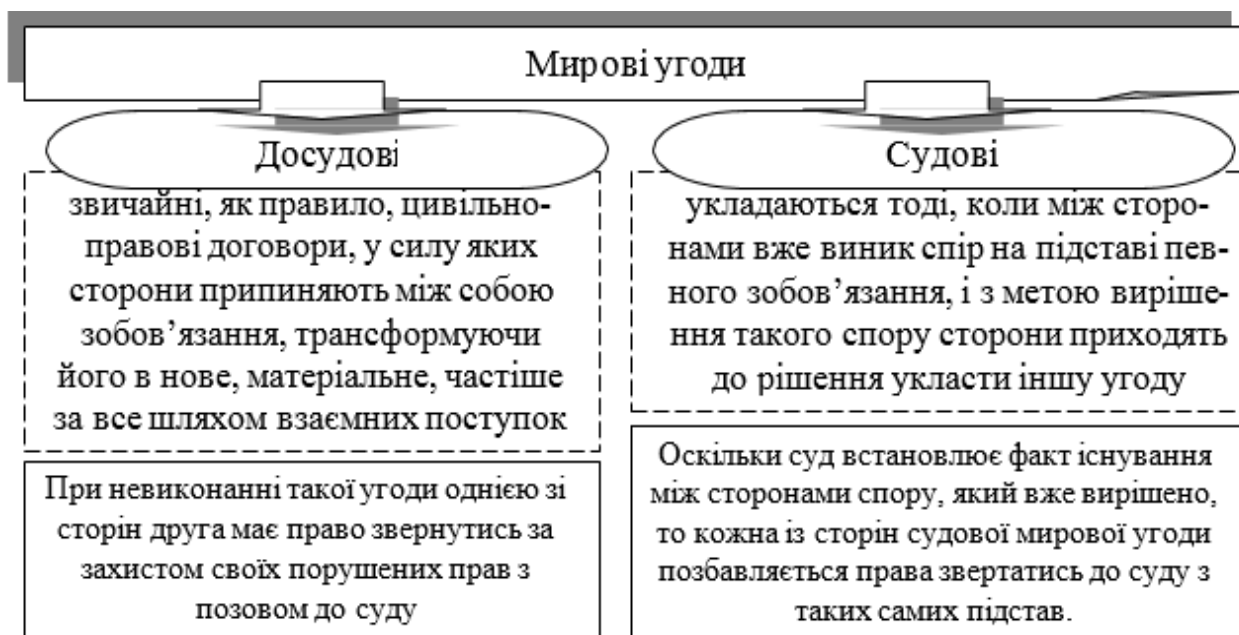 Мирові угоди
Досудові
звичайні, як правило, цивільно-
правові договори, у силу яких
сторони припиняють між собою
зобов’язання, трансформуючи
його в нове, матеріальне, частіше
за все шляхом взаємних поступок
При невиконанні такої угоди однією зі
сторін друга має право звернутись за
захистом своїх порушених прав з
позовом до суду
Судові
укладаються тоді, коли між сторо-
нами вже виник спір на підставі пев-
ного зобов’язання, і з метою виріше-
ння такого спору сторони приходять
до рішення укласти іншу угоду
Оскільки суд встановлює факт існування
між сторонами спору, який вже вирішено,
то кожна із сторін судової мирової угоди
позбавляється права звертатись до суду з
таких самих підстав.